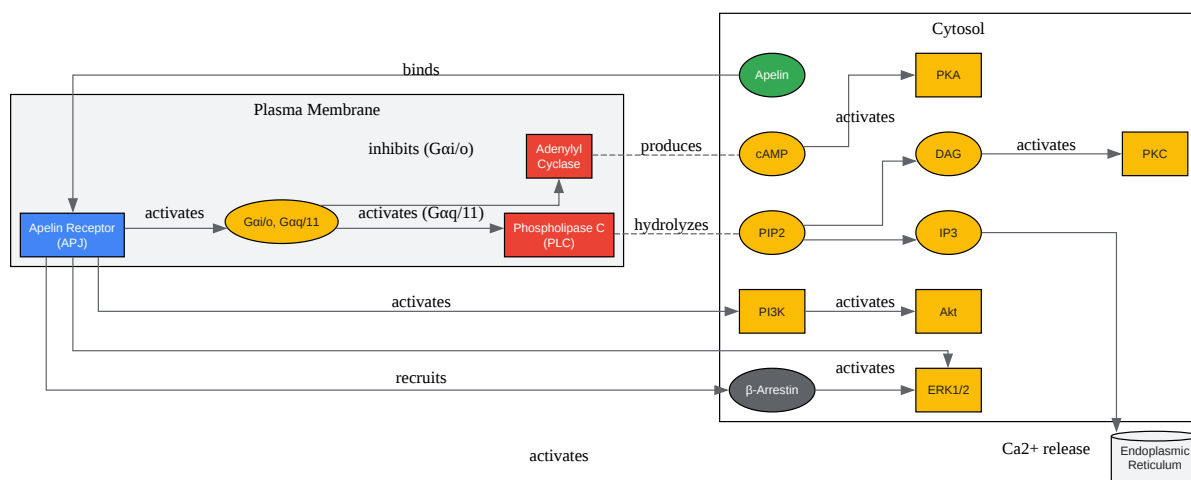 Cytosol
binds
Apelin
PKA
Plasma Membrane
activates
inhibits (Gαi/o)
Adenylyl
Cyclase
produces
cAMP
DAG
activates
PKC
Apelin Receptor
(APJ)
activates
Gαi/o, Gαq/11
activates (Gαq/11)
Phospholipase C
(PLC)
hydrolyzes
PIP2
IP3
activates
PI3K
activates
Akt
recruits
β-Arrestin
activates
ERK1/2
Ca2+ release
Endoplasmic
Reticulum
activates